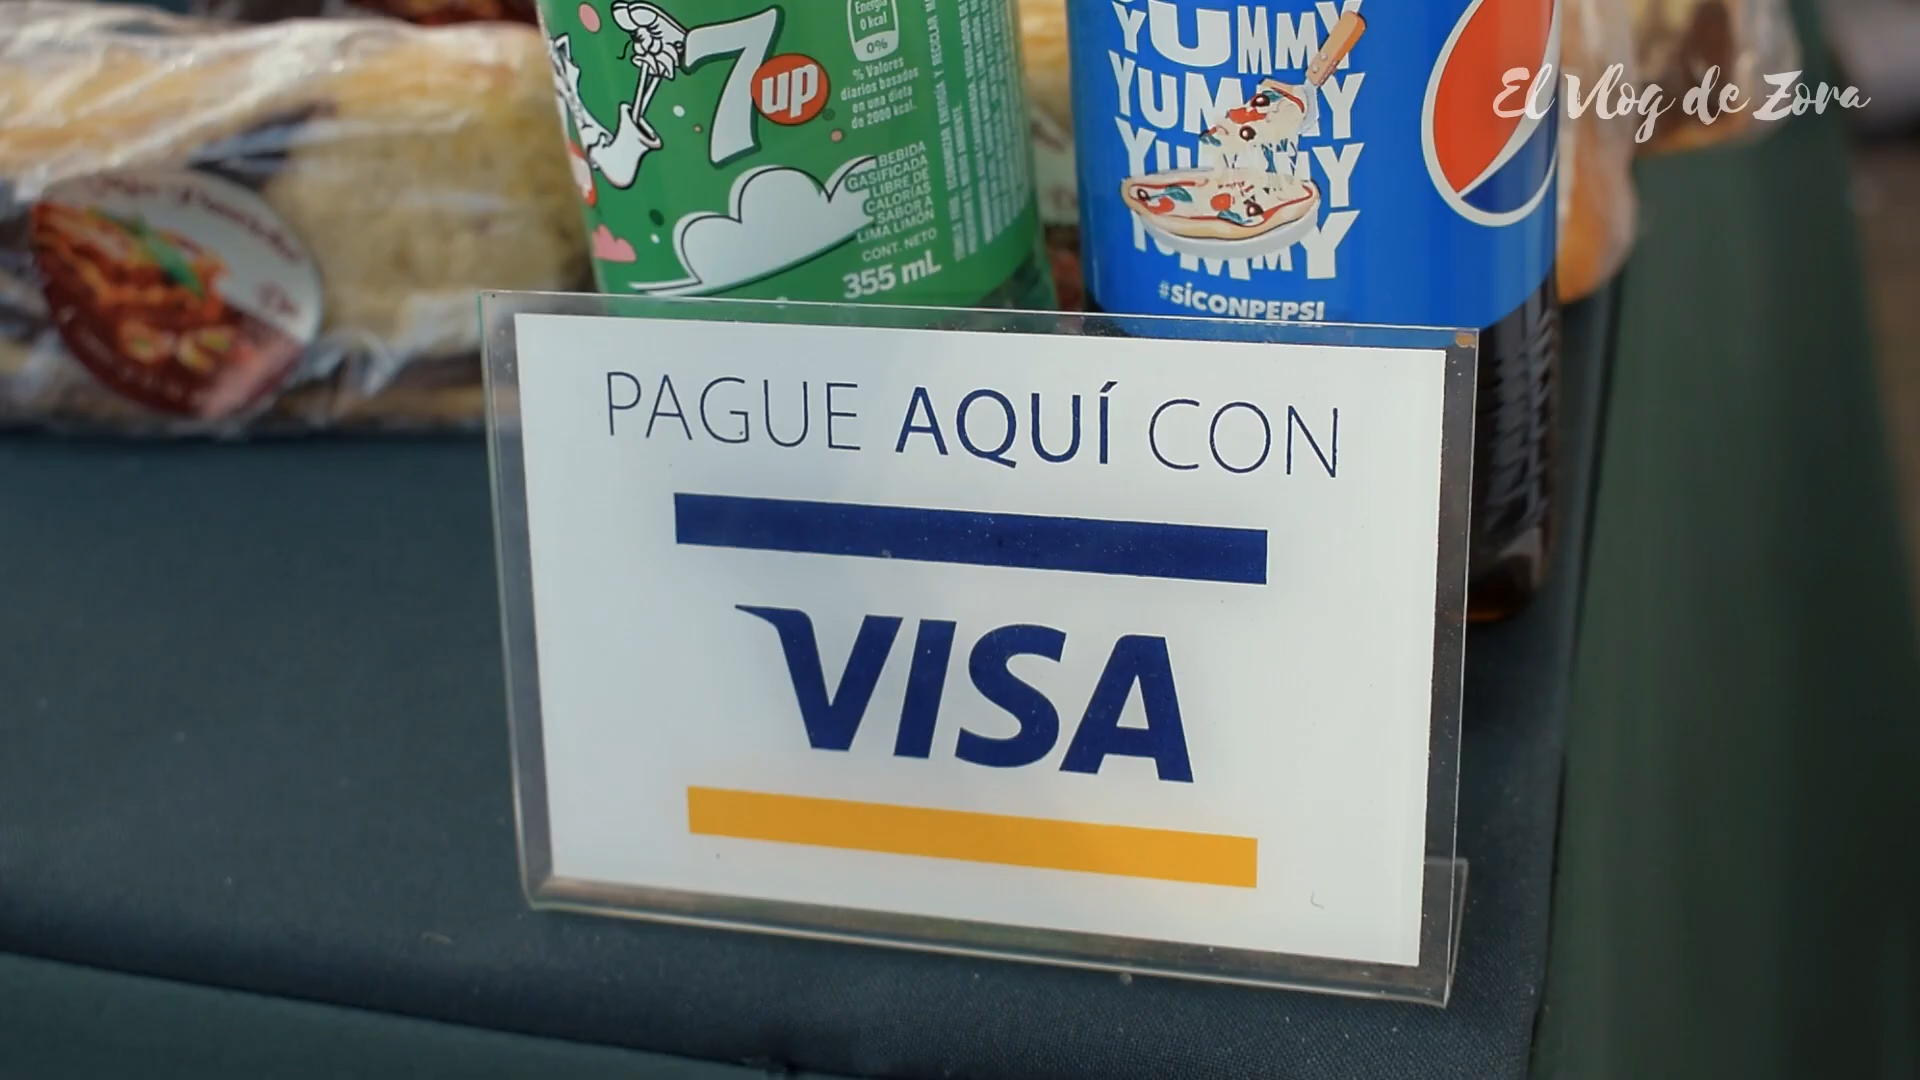 El Vlog de Zora
7up
Energía
0 kcal
0%
% Valores
diarios basados
en una dieta
de 2000 kcal.
BEBIDA
GASIFICADA
LIBRE DE
CALORÍAS
SABOR A
LIMA LIMÓN
CONT. NETO
355 mL
YUMMY
YUMMY
YUMMY
YUMMY
#SÍCONPEPSI
PAGUE AQUÍ CON
VISA